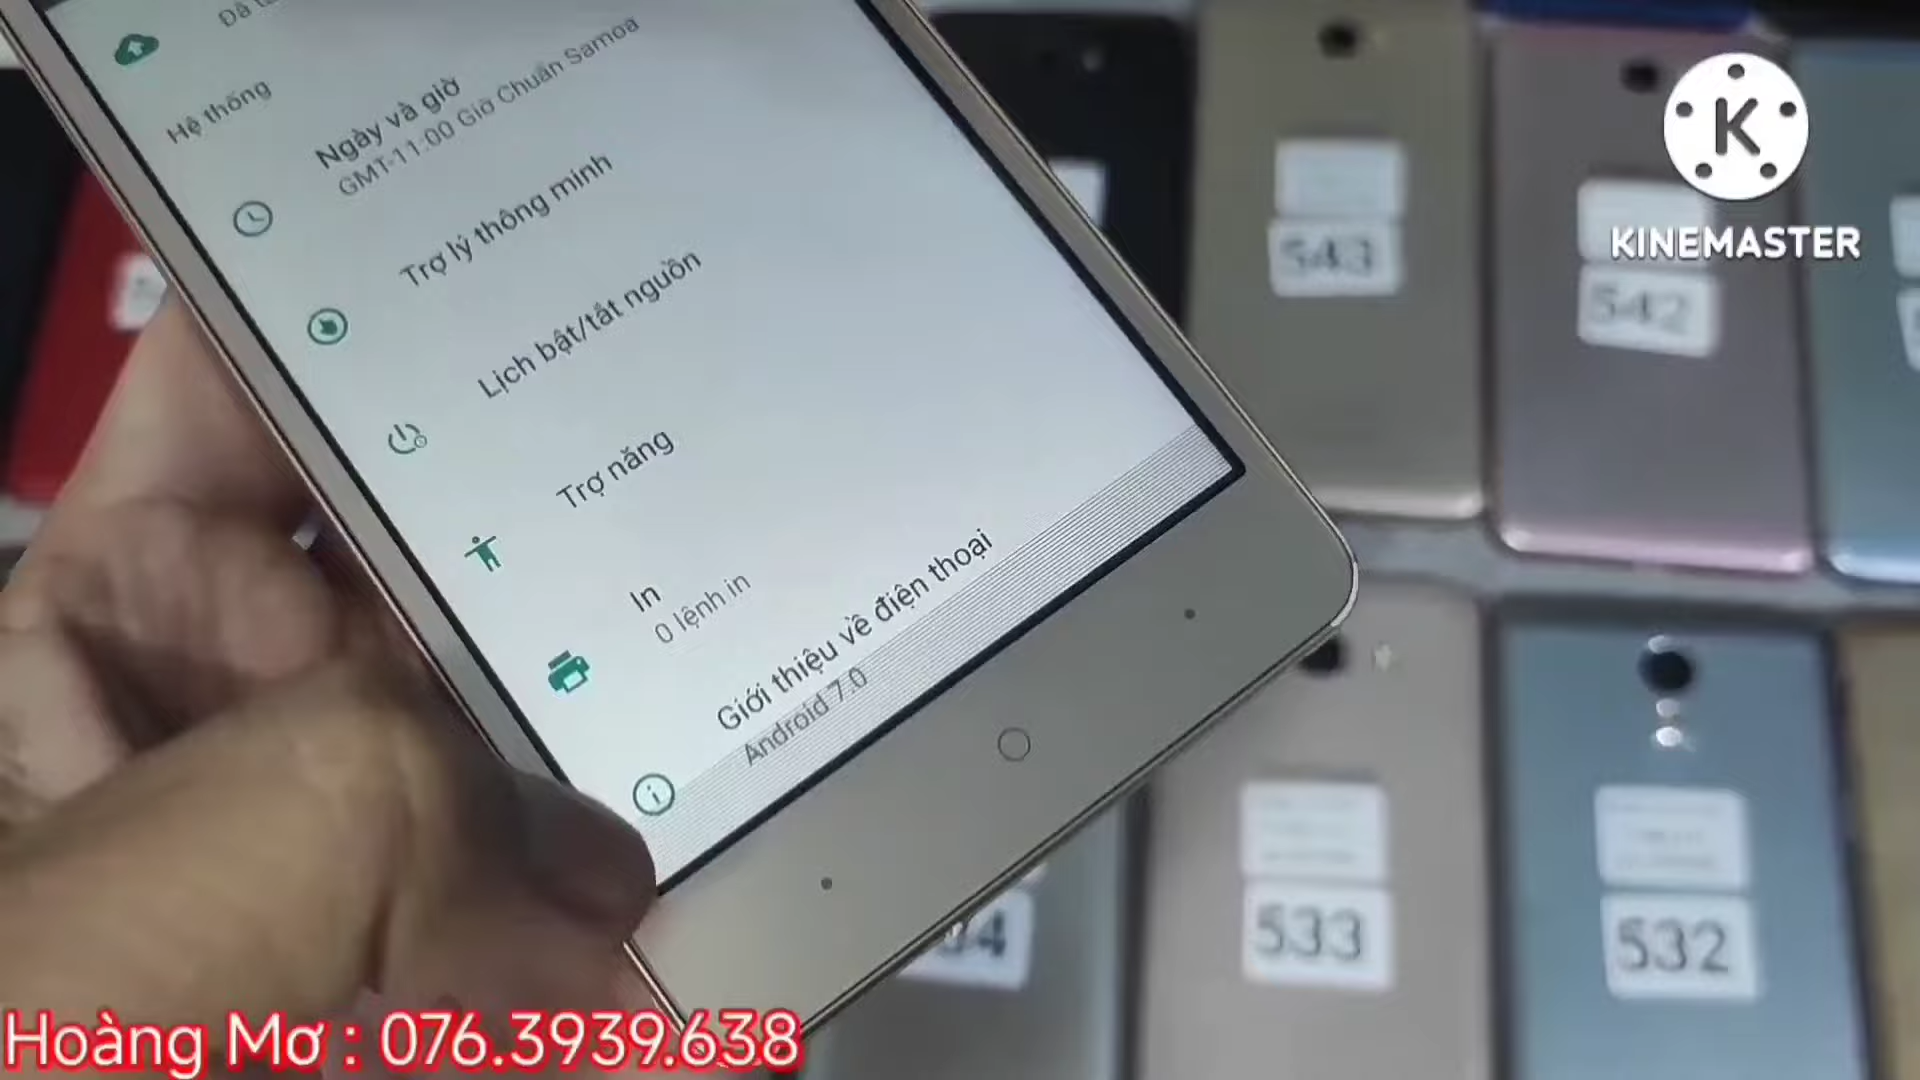 Hệ thống
Ngày và giờ
GMT-11:00 Giờ Chuẩn Samoa
Trợ lý thông minh
Lịch bật/tắt nguồn
Trợ năng
In
0 lệnh in
Giới thiệu về điện thoại
Android 7.0
K
KINEMASTER
543
542
533
532
Hoàng Mơ : 076.3939.638